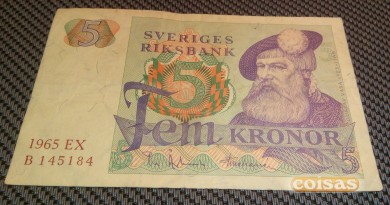 5 SVERIGES
RIKSBANK
5
Fem KRONOR 5
1965 EX
B 145184
coisas